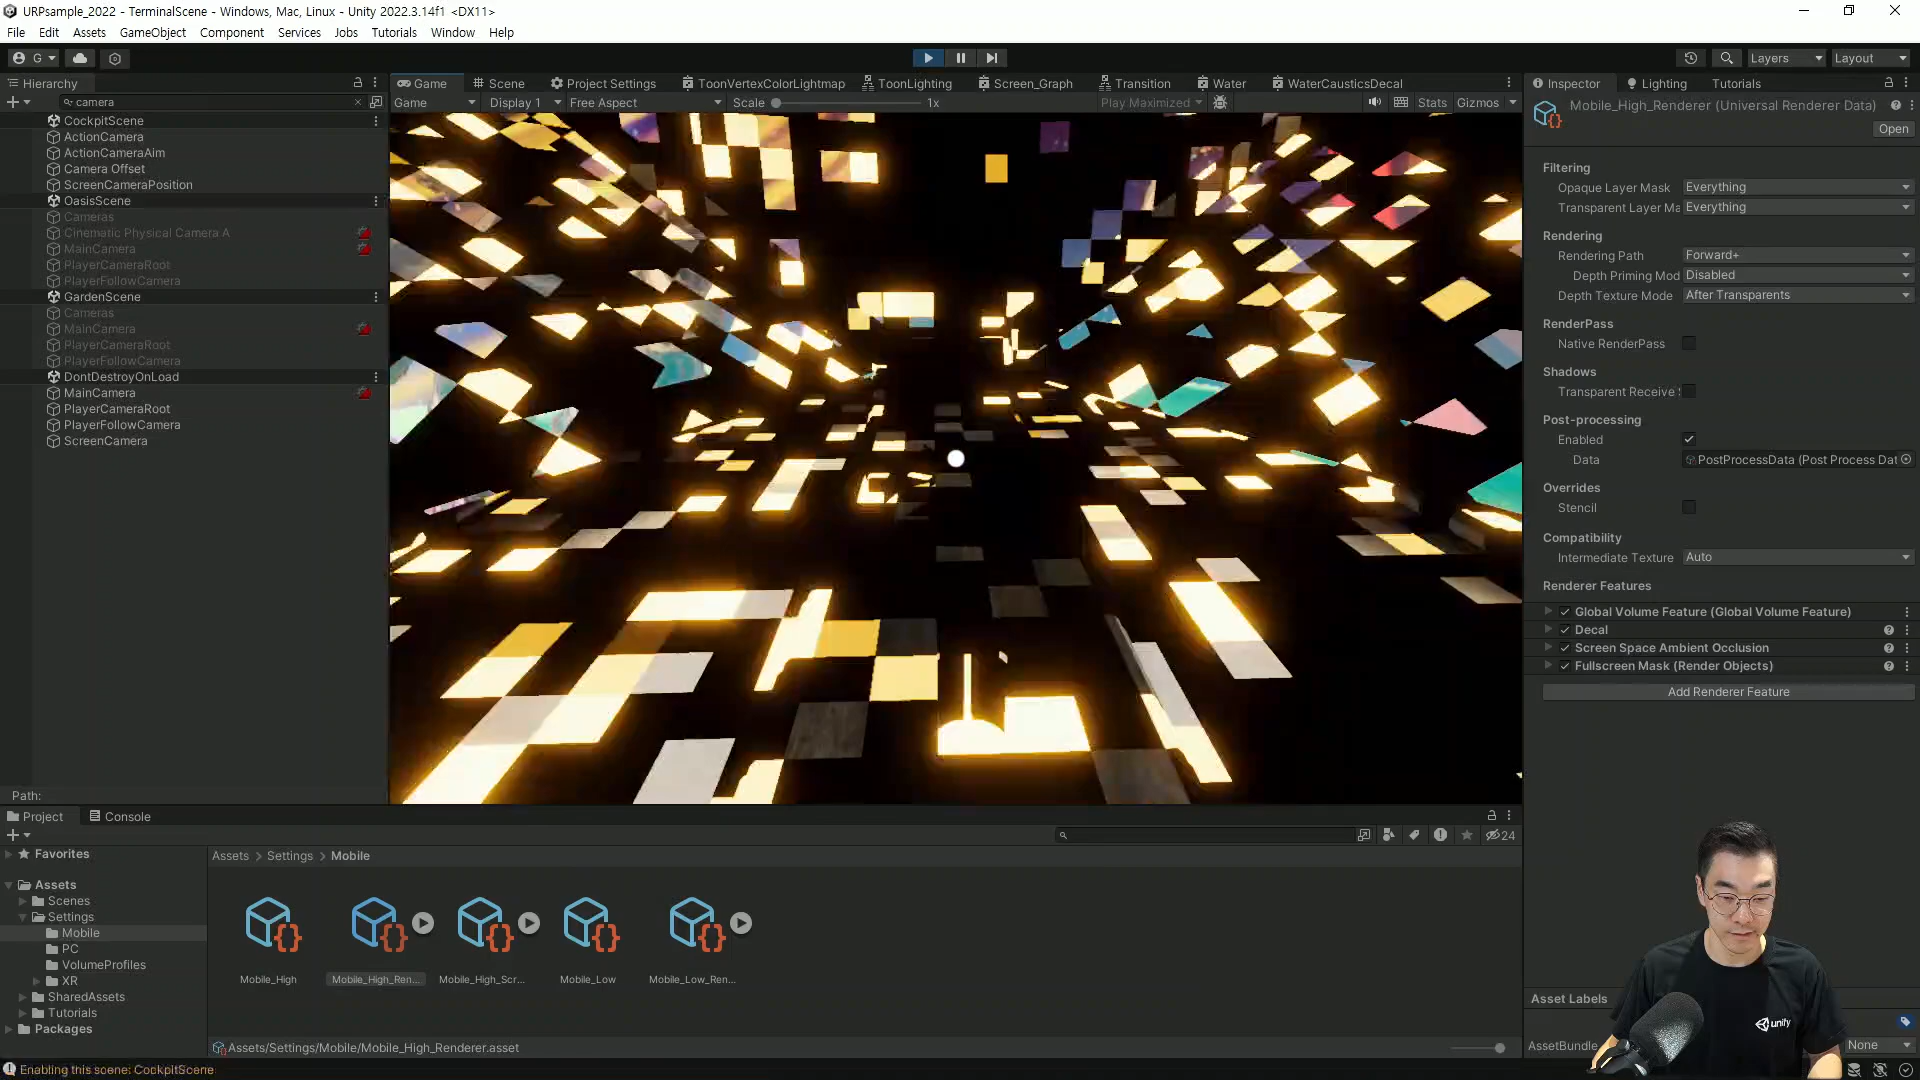 URPsample_2022 - TerminalScene - Windows, Mac, Linux - Unity 2022.3.14f1 <DX11>
File Edit Assets GameObject Component Services Jobs Tutorials Window Help
G
Layers
Layout
Hierarchy
camera
CockpitScene
ActionCamera
ActionCameraAim
Camera Offset
ScreenCameraPosition
OasisScene
Cameras
Cinematic Physical Camera A
MainCamera
PlayerCameraRoot
PlayerFollowCamera
GardenScene
Cameras
MainCamera
PlayerCameraRoot
PlayerFollowCamera
DontDestroyOnLoad
MainCamera
PlayerCameraRoot
PlayerFollowCamera
ScreenCamera
Path:
Game Scene Project Settings ToonVertexColorLightmap ToonLighting Screen_Graph Transition Water WaterCausticsDecal
Game Display 1 Free Aspect Scale 1x Play Maximized Stats Gizmos
Inspector Lighting Tutorials
Mobile_High_Renderer (Universal Renderer Data)
Open
Filtering
Opaque Layer Mask Everything
Transparent Layer Ma Everything
Rendering
Rendering Path Forward+
Depth Priming Mod Disabled
Depth Texture Mode After Transparents
RenderPass
Native RenderPass
Shadows
Transparent Receive
Post-processing
Enabled
Data PostProcessData (Post Process Dat
Overrides
Stencil
Compatibility
Intermediate Texture Auto
Renderer Features
Global Volume Feature (Global Volume Feature)
Decal
Screen Space Ambient Occlusion
Fullscreen Mask (Render Objects)
Add Renderer Feature
Asset Labels
AssetBundle None
unity
Project Console
24
Favorites
Assets
Scenes
Settings
Mobile
PC
VolumeProfiles
XR
SharedAssets
Tutorials
Packages
Assets > Settings > Mobile
Mobile_High Mobile_High_Ren... Mobile_High_Scr... Mobile_Low Mobile_Low_Ren...
Assets/Settings/Mobile/Mobile_High_Renderer.asset
Enabling this scene: CockpitScene